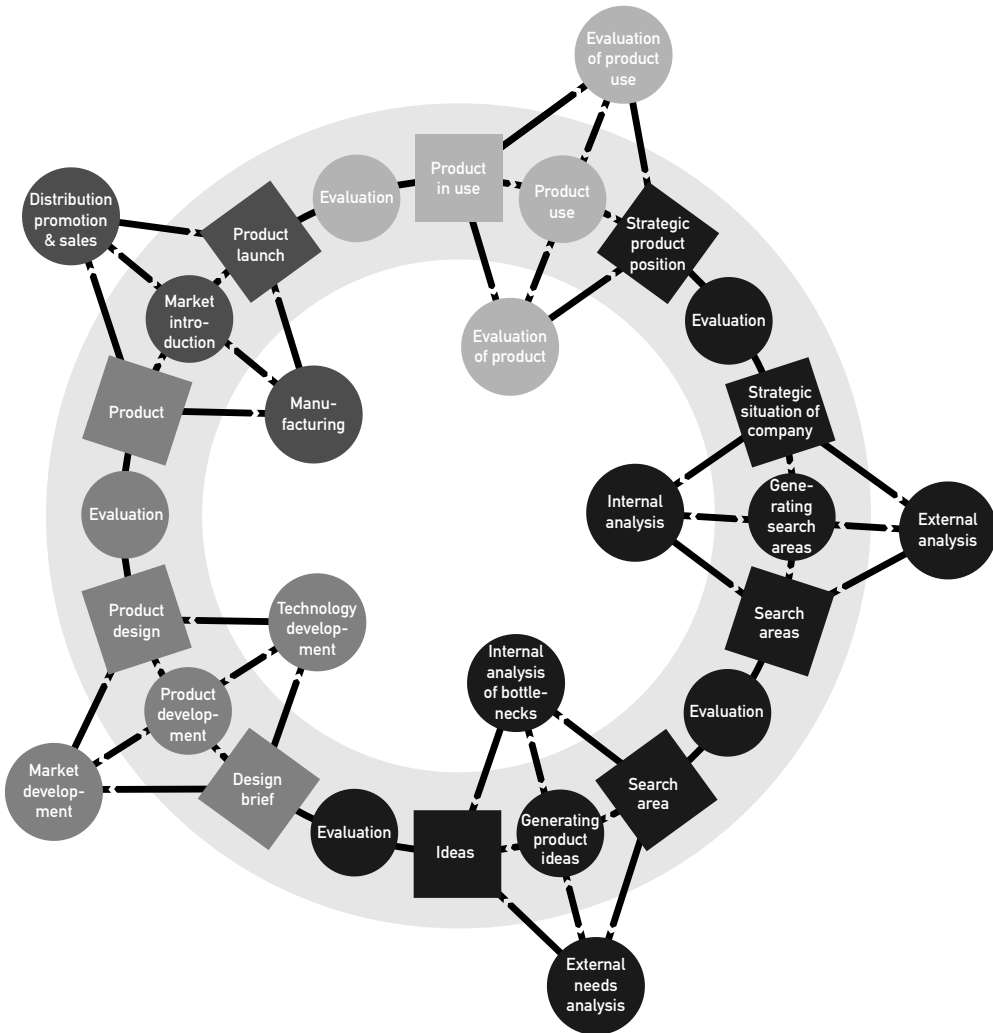 Evaluation
of product
use
Product
in use
Evaluation
Product
use
Distribution
promotion
& sales
Product
launch
Strategic
product
position
Market
intro-
duction
Evaluation
Evaluation
of product
Product
Manu-
facturing
Strategic
situation of
company
Evaluation
Internal
analysis
Gene-
rating
search
areas
External
analysis
Product
design
Technology
develop-
ment
Search
areas
Internal
analysis
of bottle-
necks
Product
develop-
ment
Evaluation
Market
develop-
ment
Design
brief
Search
area
Evaluation
Ideas
Generating
product
ideas
External
needs
analysis